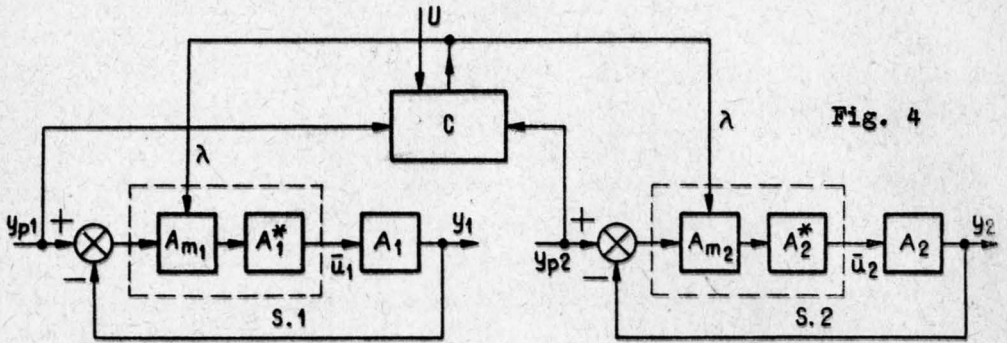 U
C
Fig. 4
λ
λ
yp1
+
−
Am1
A1*
ū1
A1
y1
S.1
yp2
+
−
Am2
A2*
ū2
A2
y2
S.2